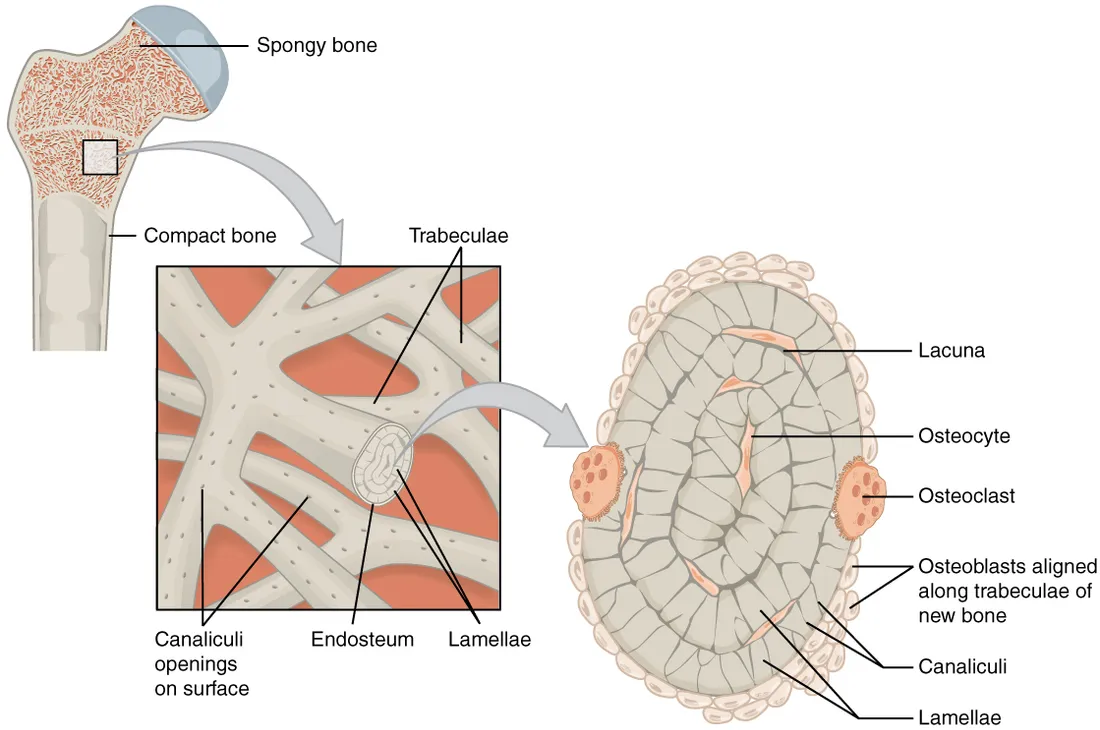 Spongy bone
Compact bone
Trabeculae
Canaliculi
openings
on surface
Endosteum
Lamellae
Lacuna
Osteocyte
Osteoclast
Osteoblasts aligned
along trabeculae of
new bone
Canaliculi
Lamellae